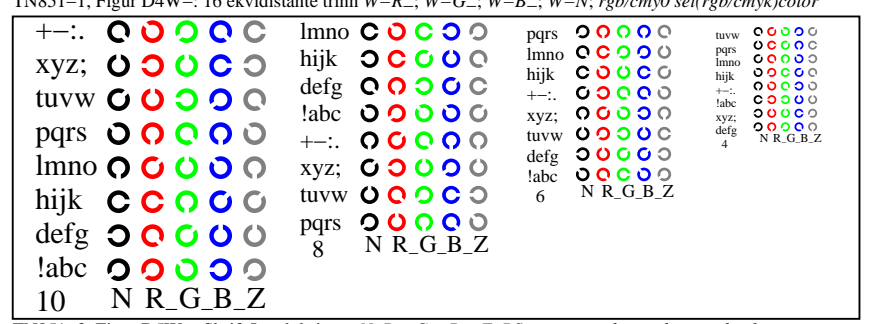 TN851–1, Figur D4W–: 16 ekvidistante trinn W–R_; W–G_; W–B_; W–N; rgb/cmy0 set(rgb/cmyk)color
+–:.
xyz;
tuvw
pqrs
lmno
hijk
defg
!abc
10 N R_G_B_Z
lmno
hijk
defg
!abc
+–:.
xyz;
tuvw
pqrs
8 N R_G_B_Z
pqrs
lmno
hijk
+–:.
xyz;
tuvw
defg
!abc
6 N R_G_B_Z
tuvw
pqrs
lmno
hijk
+–:.
!abc
xyz;
defg
4 N R_G_B_Z